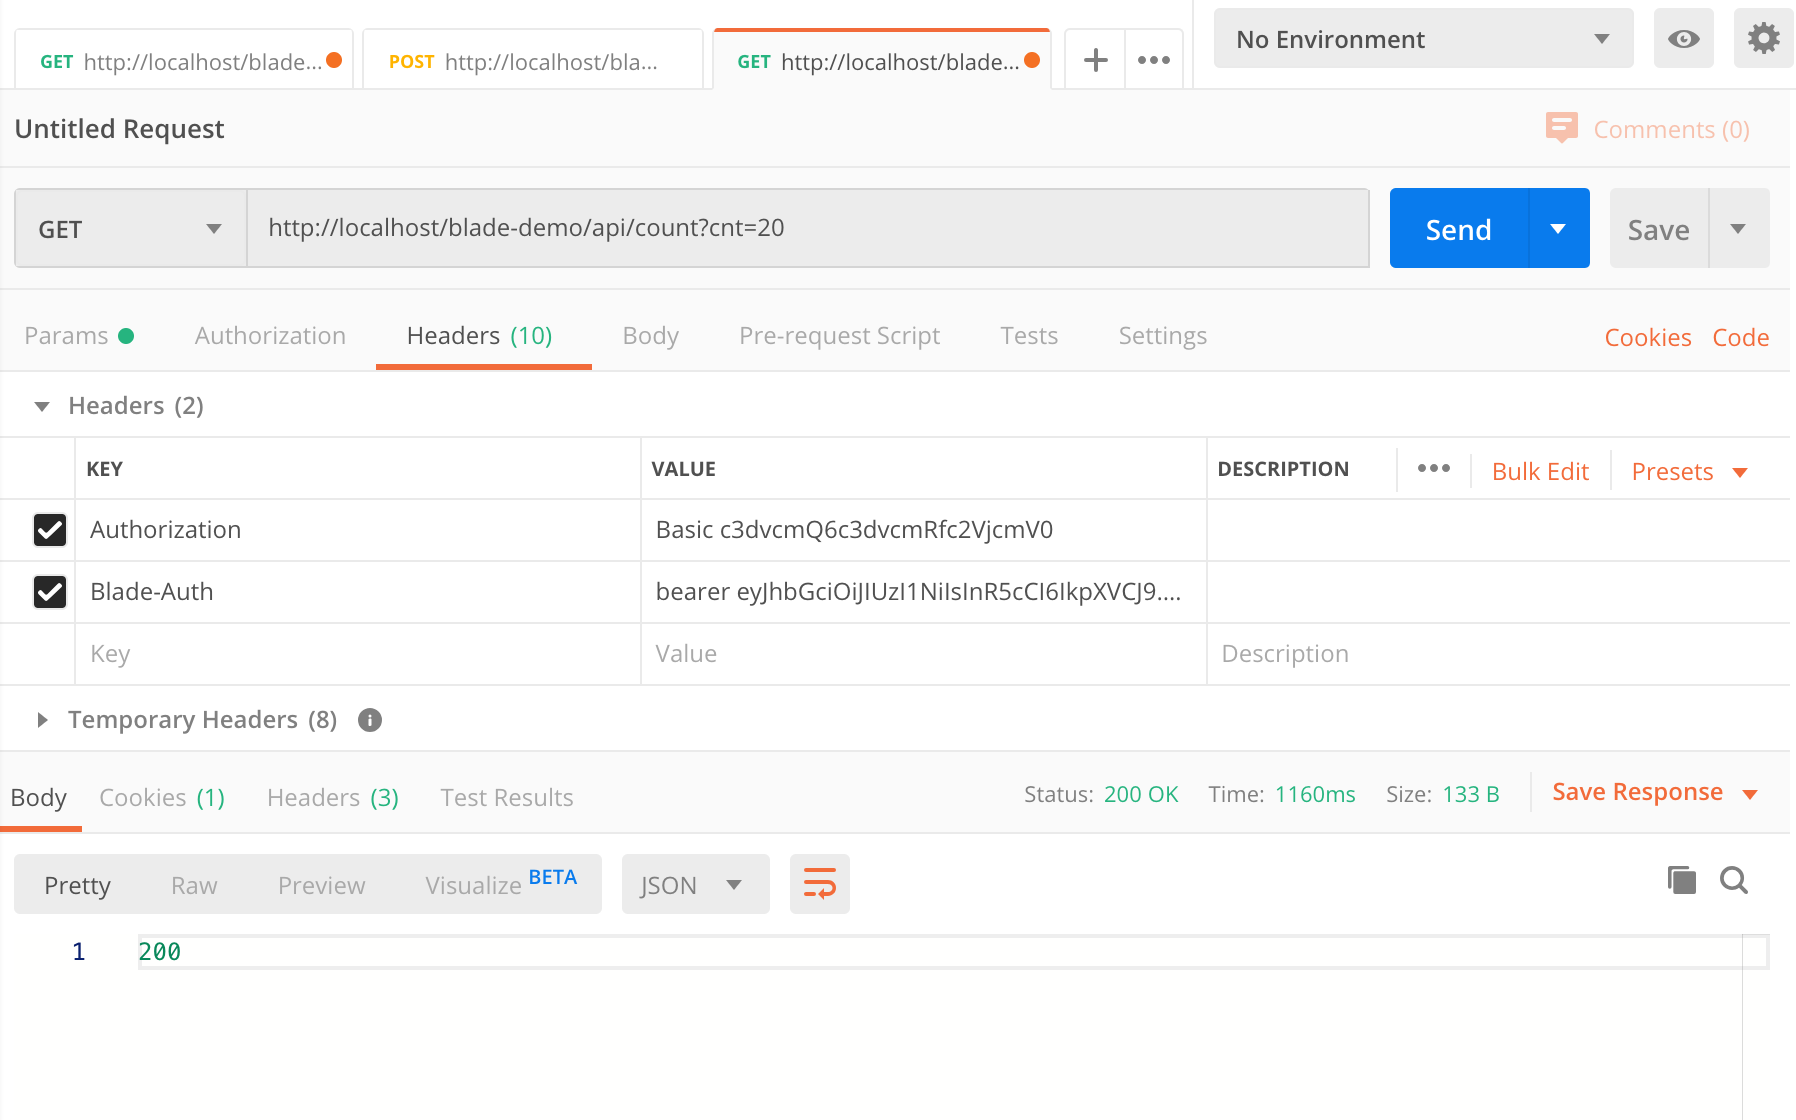 GET http://localhost/blade...
POST http://localhost/bla...
GET http://localhost/blade...
No Environment
Untitled Request
Comments (0)
GET
http://localhost/blade-demo/api/count?cnt=20
Send
Save
Params
Authorization
Headers (10)
Body
Pre-request Script
Tests
Settings
Cookies
Code
Headers (2)
KEY
VALUE
DESCRIPTION
Bulk Edit
Presets
Authorization
Basic c3dvcmQ6c3dvcmRfc2VjcmV0
Blade-Auth
bearer eyJhbGciOiJIUzI1NiIsInR5cCI6IkpXVCJ9....
Key
Value
Description
Temporary Headers (8)
Body
Cookies (1)
Headers (3)
Test Results
Status: 200 OK
Time: 1160ms
Size: 133 B
Save Response
Pretty
Raw
Preview
Visualize BETA
JSON
1
200